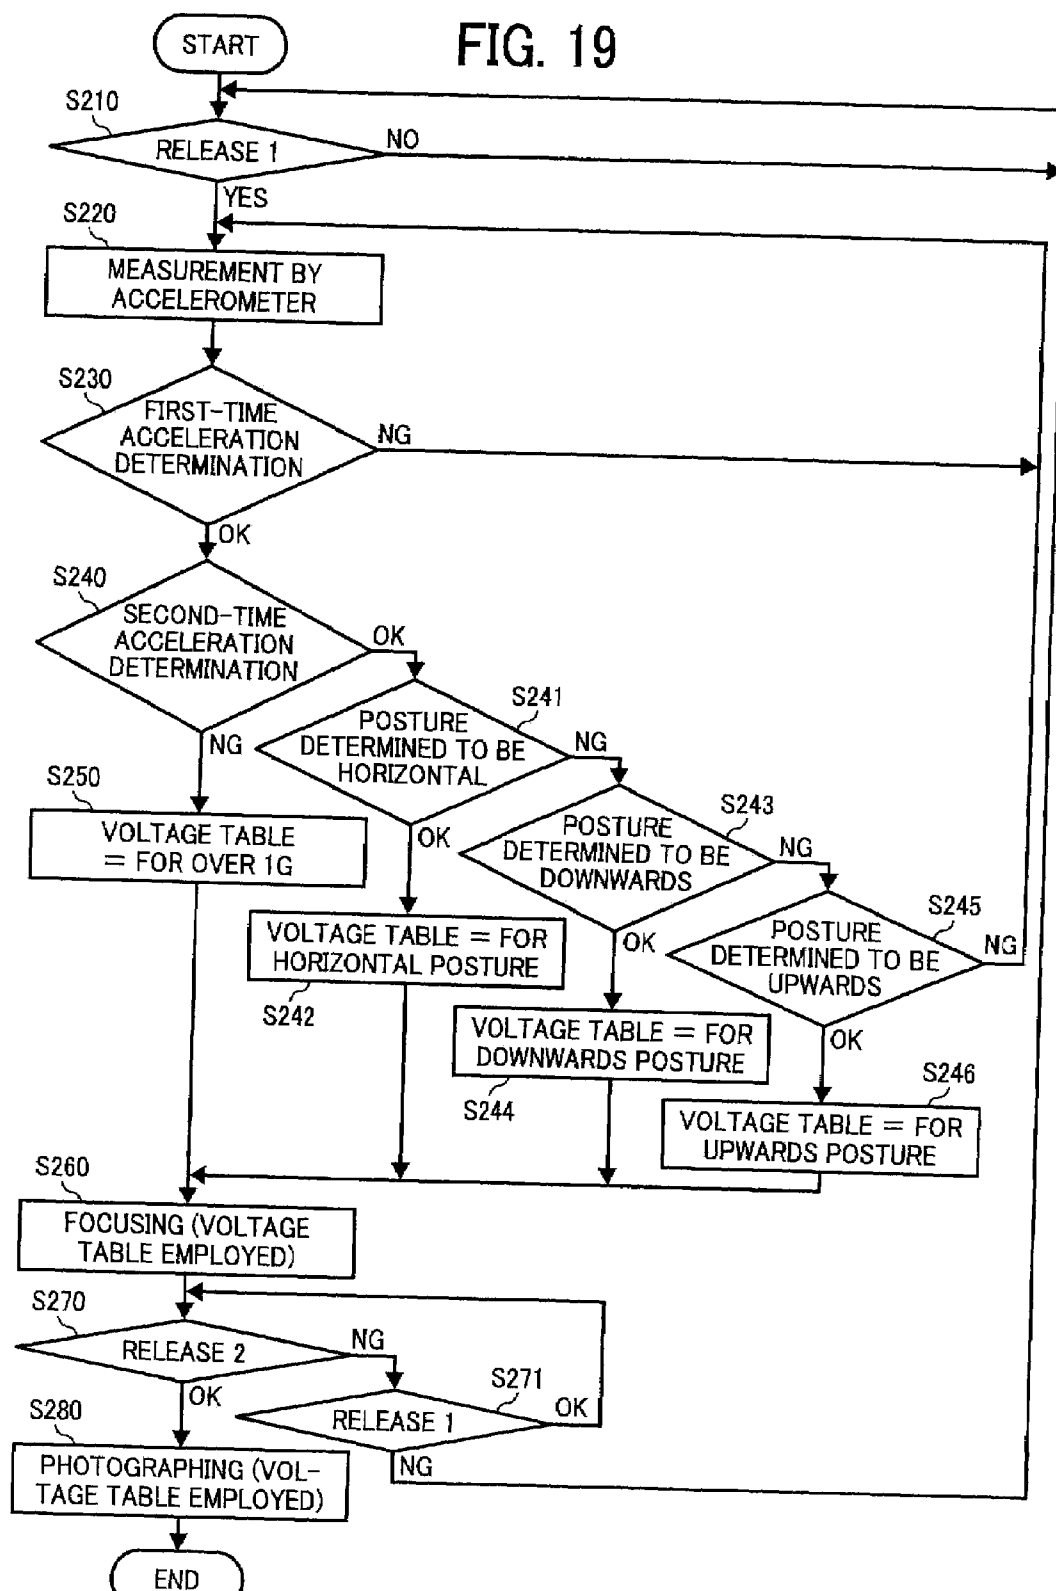 FIG. 19
START
S210
RELEASE 1
NO
YES
S220
MEASUREMENT BY
ACCELEROMETER
S230
FIRST-TIME
ACCELERATION
DETERMINATION
NG
OK
S240
SECOND-TIME
ACCELERATION
DETERMINATION
OK
NG
S241
POSTURE
DETERMINED TO BE
HORIZONTAL
NG
OK
S250
VOLTAGE TABLE
= FOR OVER 1G
S243
POSTURE
DETERMINED TO BE
DOWNWARDS
NG
OK
S245
POSTURE
DETERMINED TO BE
UPWARDS
NG
OK
VOLTAGE TABLE = FOR
HORIZONTAL POSTURE
S242
VOLTAGE TABLE = FOR
DOWNWARDS POSTURE
S244
S246
VOLTAGE TABLE = FOR
UPWARDS POSTURE
S260
FOCUSING (VOLTAGE
TABLE EMPLOYED)
S270
RELEASE 2
NG
OK
S271
RELEASE 1
OK
NG
S280
PHOTOGRAPHING (VOL-
TAGE TABLE EMPLOYED)
END